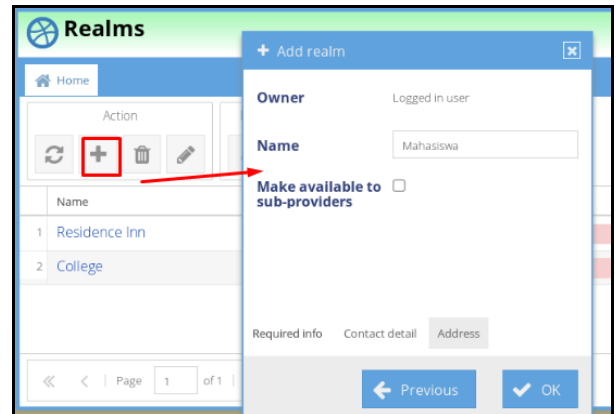 Realms
Home
Action
Name
1 Residence Inn
2 College
Page 1 of 1
Add realm
Owner Logged in user
Name Mahasiswa
Make available to
sub-providers
Required info Contact detail Address
Previous OK